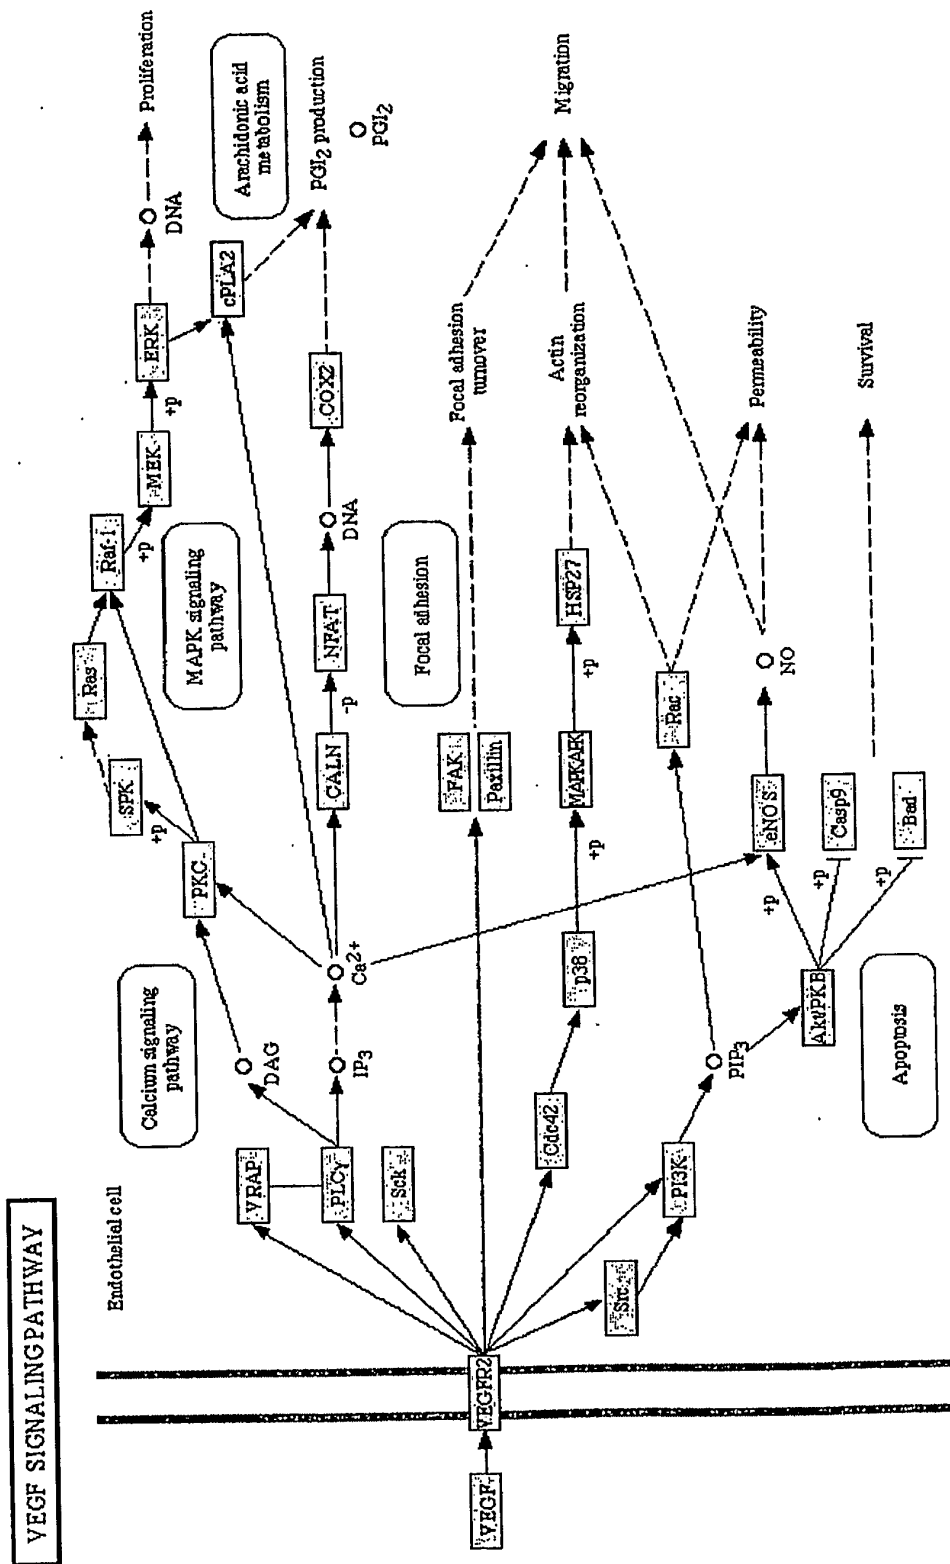 VEGF SIGNALING PATHWAY
Endothelial cell
VEGF
VEGFR2
VRAP
PLCγ
Sck
Src
PI3K
Cdc42
DAG
IP3
PIP3
Calcium signaling
pathway
PKC
+p
SPK
Ras
Raf-1
+p
MEK
+p
ERK
DNA
Proliferation
MAPK signaling
pathway
cPLA2
Arachidonic acid
metabolism
PGI2 production
PGI2
Ca2+
CALN
-p
NFAT
DNA
COX2
Focal adhesion
FAK
Paxillin
Focal adhesion
turnover
p38
+p
MAPKAPK
+p
HSP27
Actin
reorganization
Migration
Rac
Akt/PKB
+p
+p
+p
eNOS
Casp9
Bad
NO
Permeability
Survival
Apoptosis